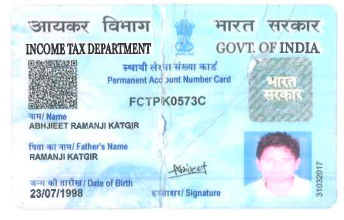 आयकर विभाग
भारत सरकार
INCOME TAX DEPARTMENT
GOVT. OF INDIA
स्थायी लेखा संख्या कार्ड
Permanent Account Number Card
FCTPK0573C
भारत
सरकार
नाम/ Name
ABHIJEET RAMANJI KATGIR
पिता का नाम/ Father's Name
RAMANJI KATGIR
जन्म की तारीख/ Date of Birth
23/07/1998
Abhijeet
हस्ताक्षर/ Signature
31032017